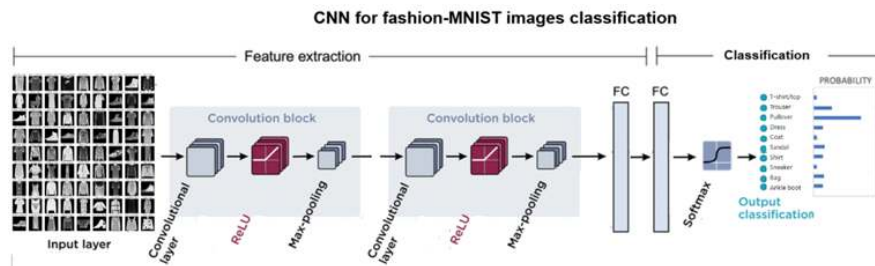 CNN for fashion-MNIST images classification
Feature extraction
Classification
PROBABILITY
FC
FC
Convolution block
Convolution block
T-shirt/top
Trouser
Pullover
Dress
Coat
Sandal
Shirt
Sneaker
Bag
Ankle boot
Output
classification
Input layer
Convolutional
layer
ReLU
Max-pooling
Convolutional
layer
ReLU
Max-pooling
Softmax